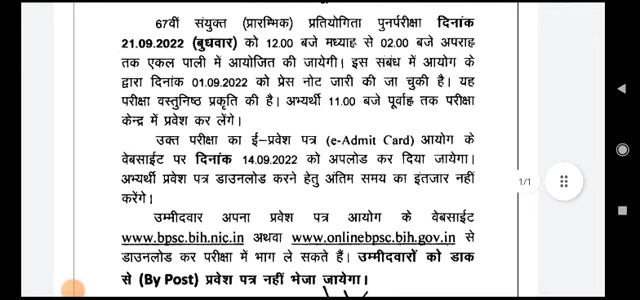 67वीं संयुक्त (प्रारम्भिक) प्रतियोगिता पुनर्परीक्षा दिनांक
21.09.2022 (बुधवार) को 12.00 बजे मध्याह्न से 02.00 बजे अपराह्न
तक एकल पाली में आयोजित की जायेगी। इस संबंध में आयोग के
द्वारा दिनांक 01.09.2022 को प्रेस नोट जारी की जा चुकी है। यह
परीक्षा वस्तुनिष्ठ प्रकृति की है। अभ्यर्थी 11.00 बजे पूर्वाह्न तक परीक्षा
केन्द्र में प्रवेश कर लेंगे।
उक्त परीक्षा का ई-प्रवेश पत्र (e-Admit Card) आयोग के
वेबसाईट पर दिनांक 14.09.2022 को अपलोड कर दिया जायेगा।
अभ्यर्थी प्रवेश पत्र डाउनलोड करने हेतु अंतिम समय का इंतजार नहीं
करेंगे।
1/1
उम्मीदवार अपना प्रवेश पत्र आयोग के वेबसाईट
www.bpsc.bih.nic.in अथवा www.onlinebpsc.bih.gov.in से
डाउनलोड कर परीक्षा में भाग ले सकते हैं। उम्मीदवारों को डाक
से (By Post) प्रवेश पत्र नहीं भेजा जायेगा।